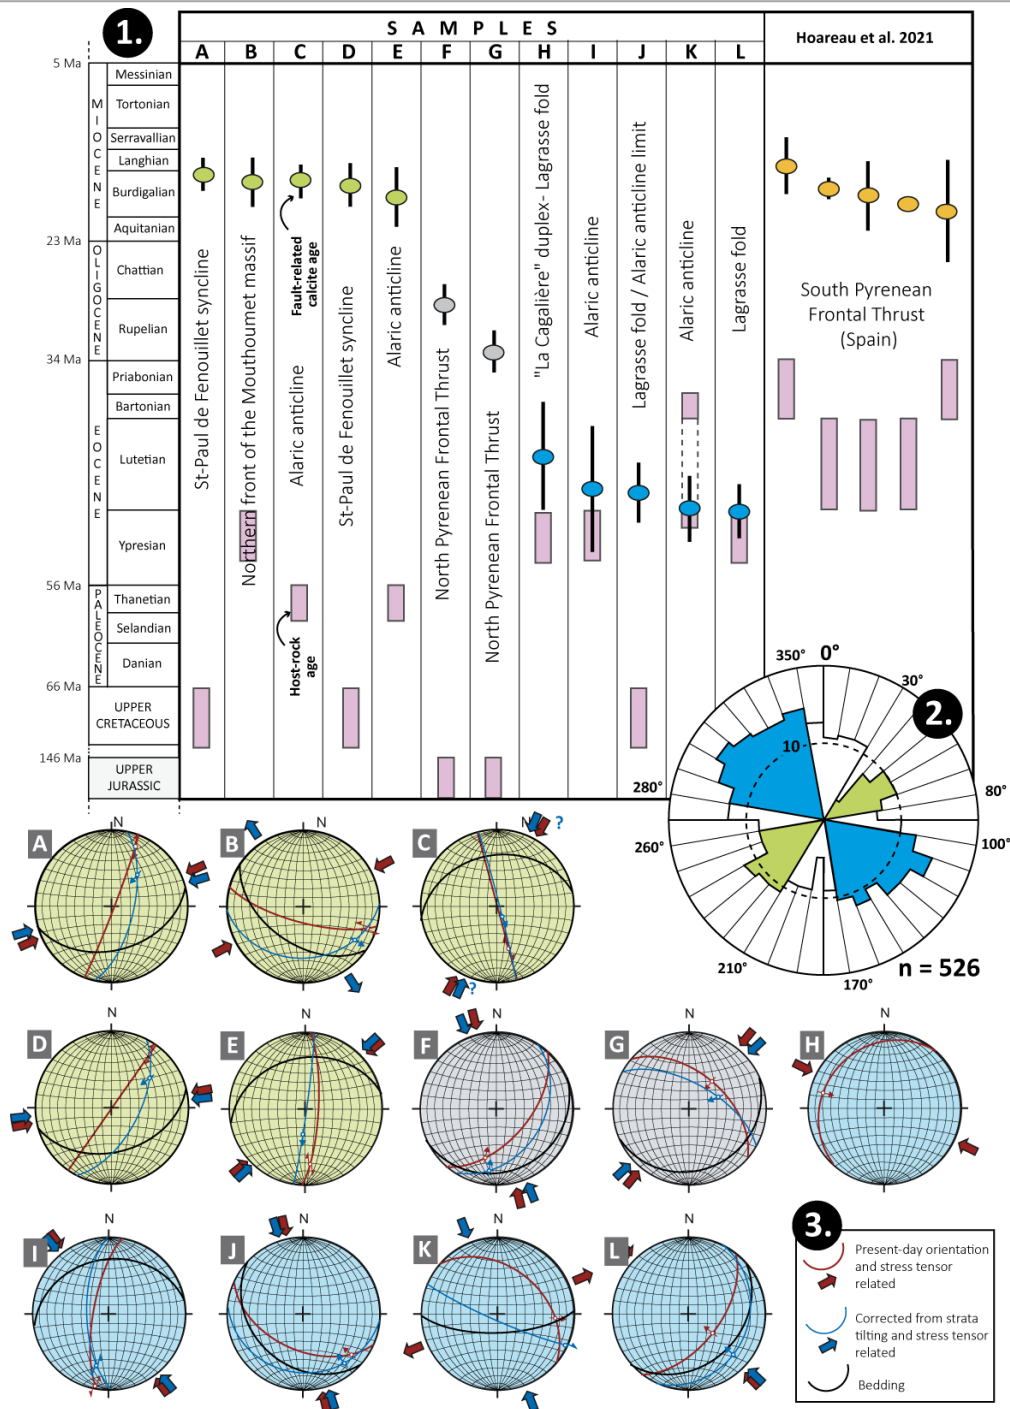 1.
S A M P L E S
Hoareau et al. 2021
A B C D E F G H I J K L
5 Ma
MIOCENE
Messinian
Tortonian
Serravallian
Langhian
Burdigalian
Aquitanian
23 Ma
OLIGOCENE
Chattian
Rupelian
34 Ma
EOCENE
Priabonian
Bartonian
Lutetian
Ypresian
56 Ma
PALEOCENE
Thanetian
Selandian
Danian
66 Ma
UPPER
CRETACEOUS
146 Ma
UPPER
JURASSIC
St-Paul de Fenouillet syncline
Northern front of the Mouthoumet massif
Alaric anticline
Fault-related
calcite age
Host-rock
age
St-Paul de Fenouillet syncline
Alaric anticline
North Pyrenean Frontal Thrust
North Pyrenean Frontal Thrust
"La Cagalière" duplex- Lagrasse fold
Alaric anticline
Lagrasse fold / Alaric anticline limit
Alaric anticline
Lagrasse fold
South Pyrenean
Frontal Thrust
(Spain)
2.
350°
0°
30°
10
80°
100°
170°
210°
260°
280°
n = 526
A
N
B
N
C
N
?
?
D
N
E
N
F
N
G
N
H
N
I
N
J
N
K
N
L
N
3.
Present-day orientation
and stress tensor
related
Corrected from strata
tilting and stress tensor
related
Bedding